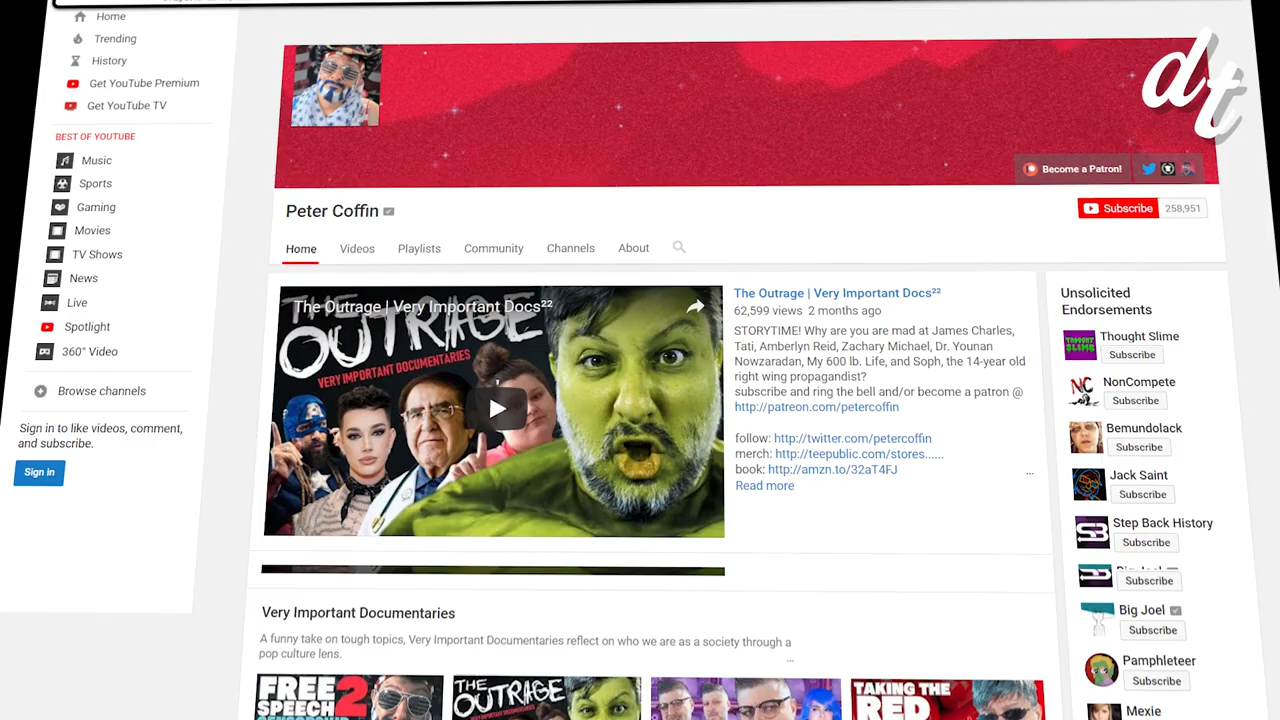 Home
Trending
History
Get YouTube Premium
Get YouTube TV
BEST OF YOUTUBE
Music
Sports
Gaming
Movies
TV Shows
News
Live
Spotlight
360° Video
Browse channels
Sign in to like videos, comment,
and subscribe.
Sign in
dt
Become a Patron!
Peter Coffin
Subscribe 258,951
Home Videos Playlists Community Channels About
The Outrage | Very Important Docs²²
THE OUTRAGE
VERY IMPORTANT DOCUMENTARIES
The Outrage | Very Important Docs²²
62,599 views 2 months ago
STORYTIME! Why are you are mad at James Charles,
Tati, Amberlyn Reid, Zachary Michael, Dr. Younan
Nowzaradan, My 600 lb. Life, and Soph, the 14-year old
right wing propagandist?
subscribe and ring the bell and/or become a patron @
http://patreon.com/petercoffin
follow: http://twitter.com/petercoffin
merch: http://teepublic.com/stores......
book: http://amzn.to/32aT4FJ
...
Read more
Unsolicited
Endorsements
Thought Slime
Subscribe
NonCompete
Subscribe
Bemundolack
Subscribe
Jack Saint
Subscribe
Step Back History
Subscribe
Subscribe
Big Joel
Subscribe
Pamphleteer
Subscribe
Mexie
Very Important Documentaries
A funny take on tough topics, Very Important Documentaries reflect on who we are as a society through a
pop culture lens.
...
FREE
SPEECH 2
THE OUTRAGE
TAKING THE
RED